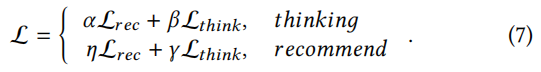 ℒ = { αℒ_rec + βℒ_think, thinking
ηℒ_rec + γℒ_think, recommend . (7)